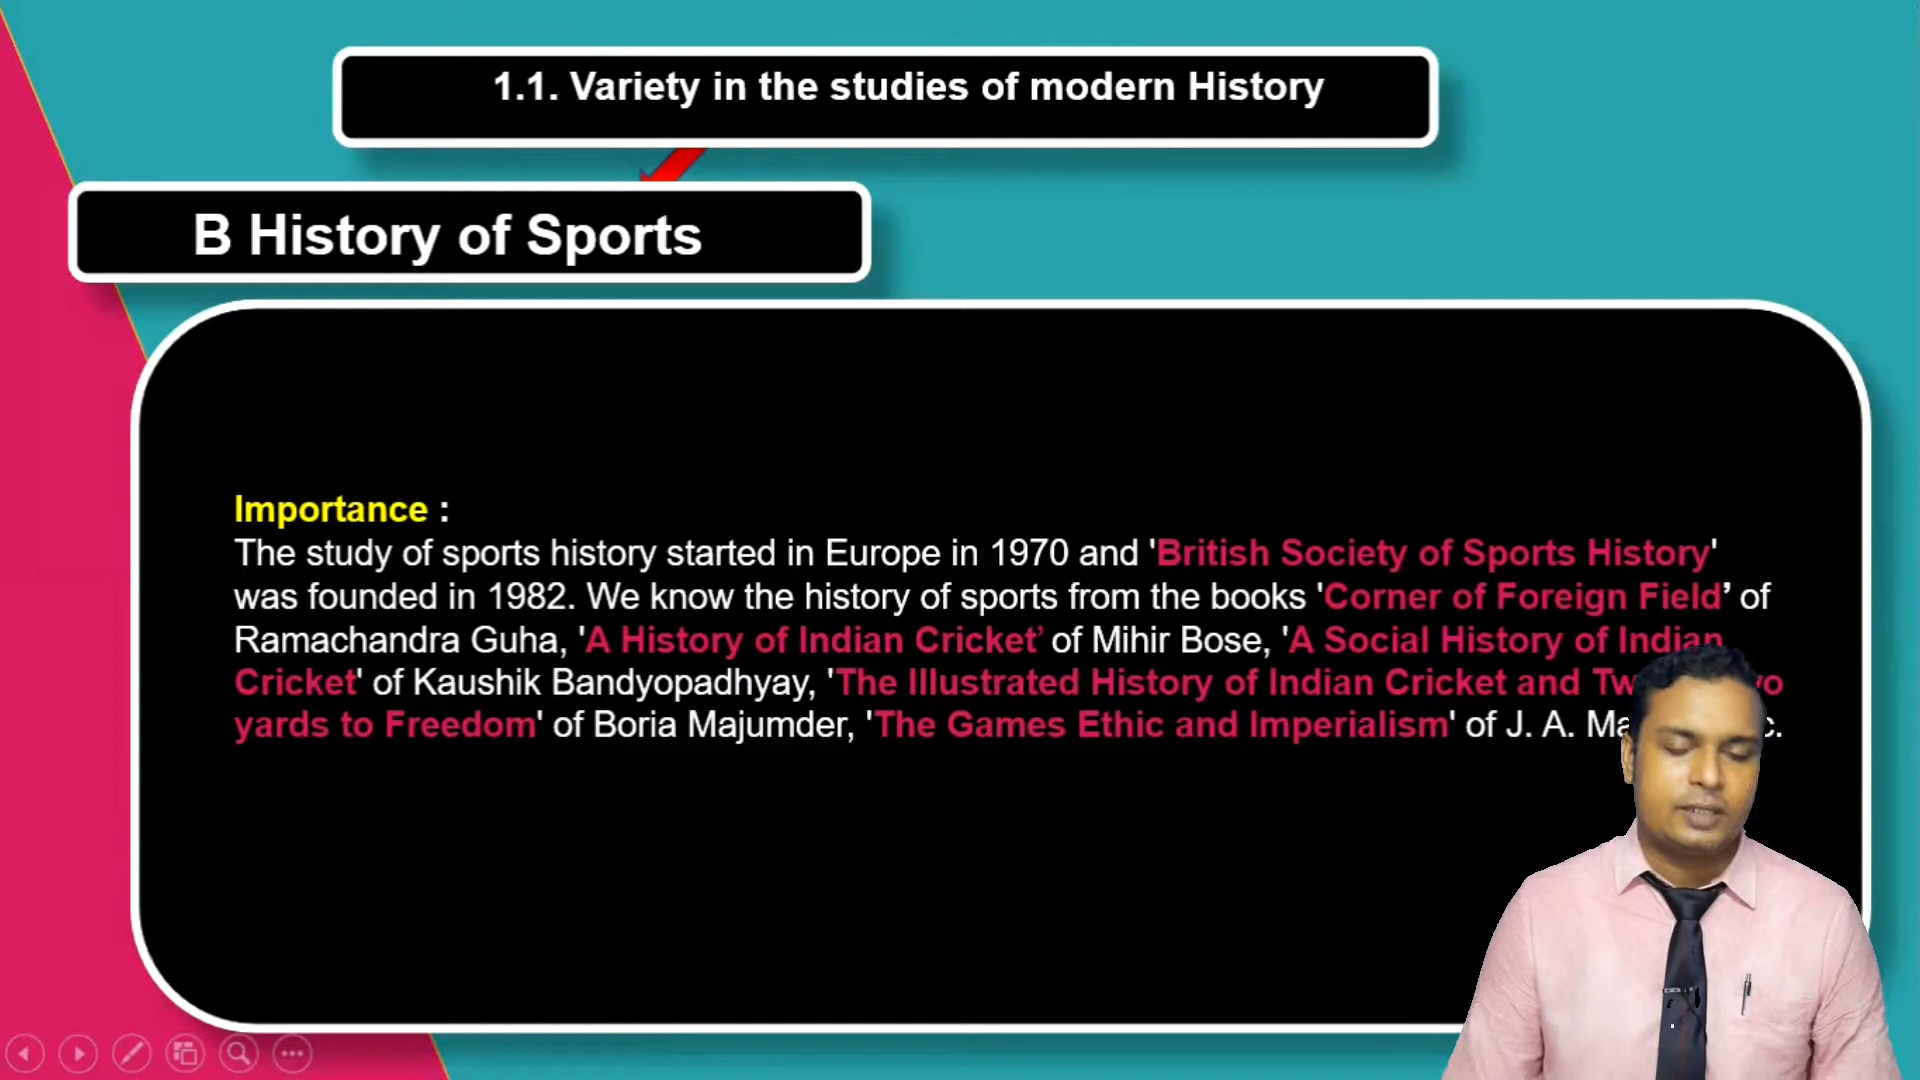 1.1. Variety in the studies of modern History
B History of Sports
Importance :
The study of sports history started in Europe in 1970 and 'British Society of Sports History'
was founded in 1982. We know the history of sports from the books 'Corner of Foreign Field’ of
Ramachandra Guha, 'A History of Indian Cricket’ of Mihir Bose, 'A Social History of Indian
Cricket' of Kaushik Bandyopadhyay, 'The Illustrated History of Indian Cricket and
yards to Freedom' of Boria Majumder, 'The Games Ethic and Imperialism' of J. A.